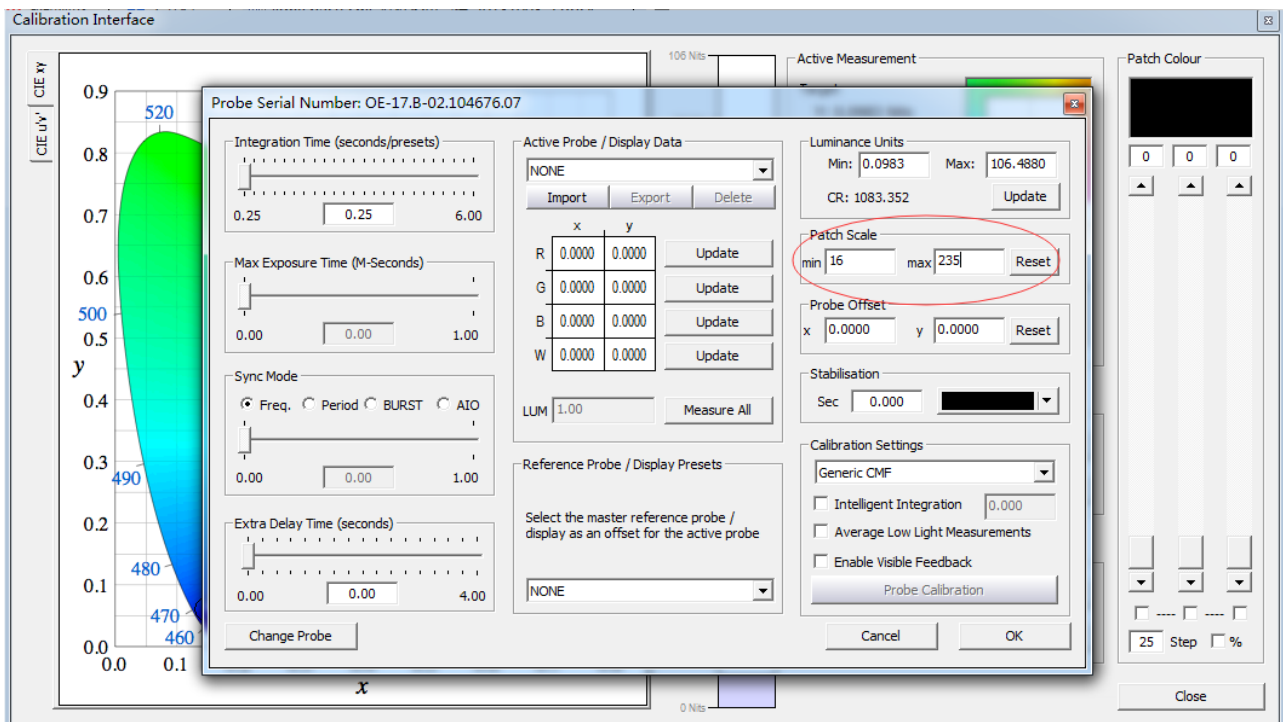 Calibration Interface
CIE xy
CIE u'v'
0.9
0.8
0.7
0.6
0.5
0.4
0.3
0.2
0.1
0.0
y
520
500
490
480
470
460
0.0
0.1
x
106 Nits
0 Nits
Active Measurement
Target
Probe Serial Number: OE-17.B-02.104676.07
Integration Time (seconds/presets)
0.25 0.25 6.00
Max Exposure Time (M-Seconds)
0.00 0.00 1.00
Sync Mode
Freq. Period BURST AIO
0.00 0.00 1.00
Extra Delay Time (seconds)
0.00 0.00 4.00
Change Probe
Active Probe / Display Data
NONE
Import Export Delete
x y
R 0.0000 0.0000 Update
G 0.0000 0.0000 Update
B 0.0000 0.0000 Update
W 0.0000 0.0000 Update
LUM 1.00 Measure All
Reference Probe / Display Presets
Select the master reference probe /
display as an offset for the active probe
NONE
Luminance Units
Min: 0.0983 Max: 106.4880
CR: 1083.352 Update
Patch Scale
min 16 max 235 Reset
Probe Offset
x 0.0000 y 0.0000 Reset
Stabilisation
Sec 0.000
Calibration Settings
Generic CMF
Intelligent Integration 0.000
Average Low Light Measurements
Enable Visible Feedback
Probe Calibration
Cancel OK
Patch Colour
0 0 0
---- ----
25 Step %
Close